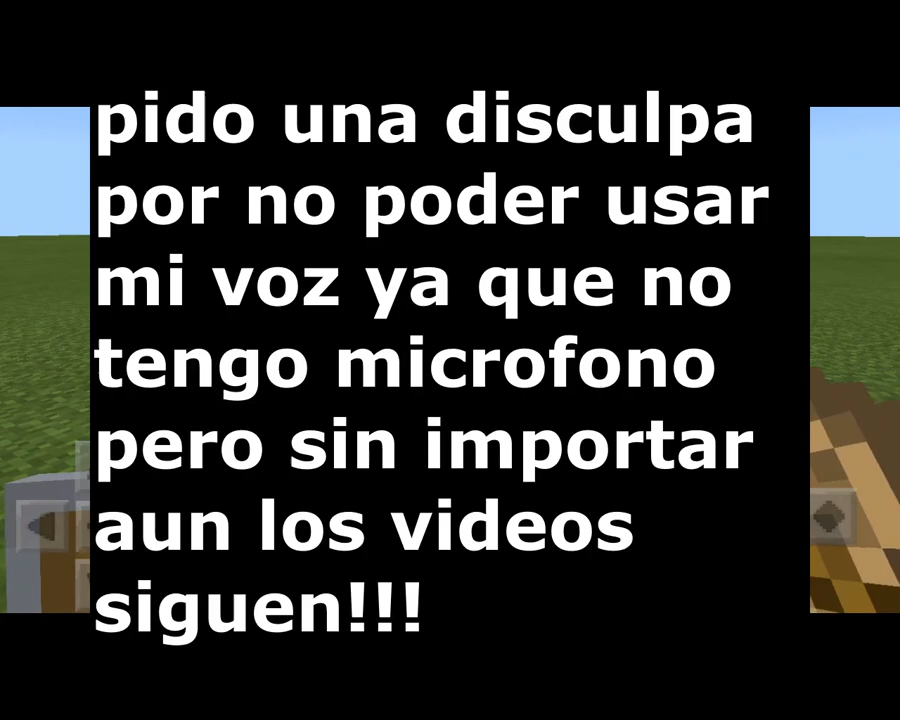 pido una disculpa
por no poder usar
mi voz ya que no
tengo microfono
pero sin importar
aun los videos
siguen!!!